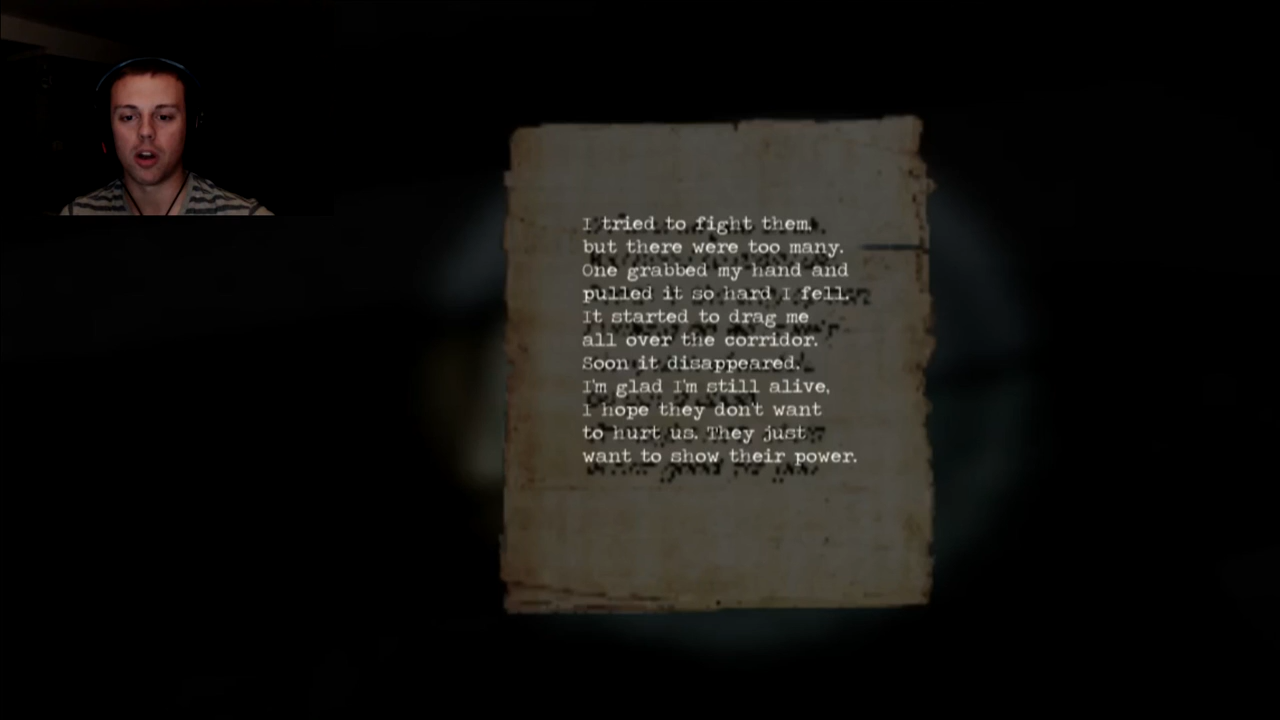 I tried to fight them.
but there were too many.
One grabbed my hand and
pulled it so hard I fell.
It started to drag me
all over the corridor.
Soon it disappeared.
I'm glad I'm still alive,
I hope they don't want
to hurt us. They just
want to show their power.